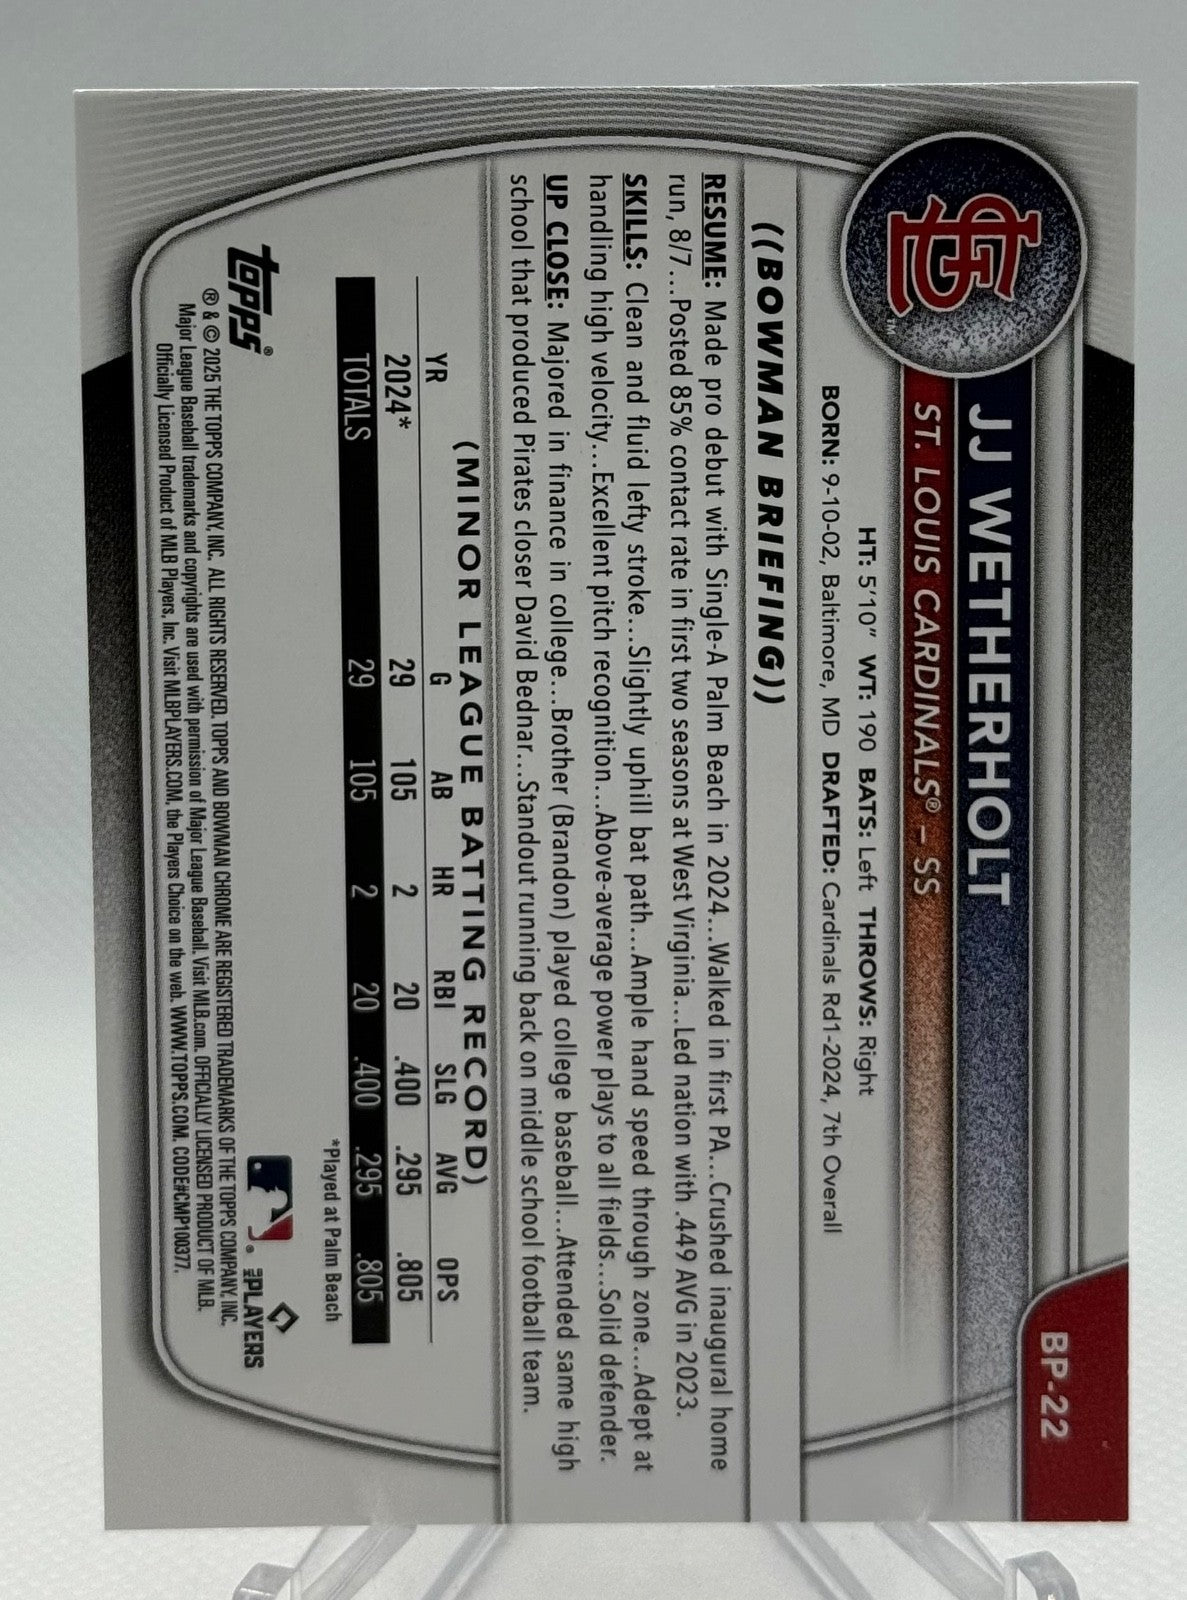 BP-22
JJ WETHERHOLT
ST. LOUIS CARDINALS® – SS
STL
TM
HT: 5'10" WT: 190 BATS: Left THROWS: Right
BORN: 9-10-02, Baltimore, MD DRAFTED: Cardinals Rd1-2024, 7th Overall
((BOWMAN BRIEFING))
RESUME: Made pro debut with Single-A Palm Beach in 2024...Walked in first PA...Crushed inaugural home
run, 8/7...Posted 85% contact rate in first two seasons at West Virginia...Led nation with .449 AVG in 2023.
SKILLS: Clean and fluid lefty stroke...Slightly uphill bat path...Ample hand speed through zone...Adept at
handling high velocity...Excellent pitch recognition...Above-average power plays to all fields...Solid defender.
UP CLOSE: Majored in finance in college...Brother (Brandon) played college baseball...Attended same high
school that produced Pirates closer David Bednar...Standout running back on middle school football team.
(MINOR LEAGUE BATTING RECORD)
YR G AB HR RBI SLG AVG OPS
2024* 29 105 2 20 .400 .295 .805
TOTALS 29 105 2 20 .400 .295 .805
*Played at Palm Beach
topps®
® & © 2025 THE TOPPS COMPANY, INC. ALL RIGHTS RESERVED. TOPPS AND BOWMAN CHROME ARE REGISTERED TRADEMARKS OF THE TOPPS COMPANY, INC.
Major League Baseball trademarks and copyrights are used with permission of Major League Baseball. Visit MLB.com. OFFICIALLY LICENSED PRODUCT OF MLB
Officially Licensed Product of MLB Players, Inc. Visit MLBPLAYERS.COM, the Players Choice on the web. WWW.TOPPS.COM. CODE#CMP100377.
MLB PLAYERS